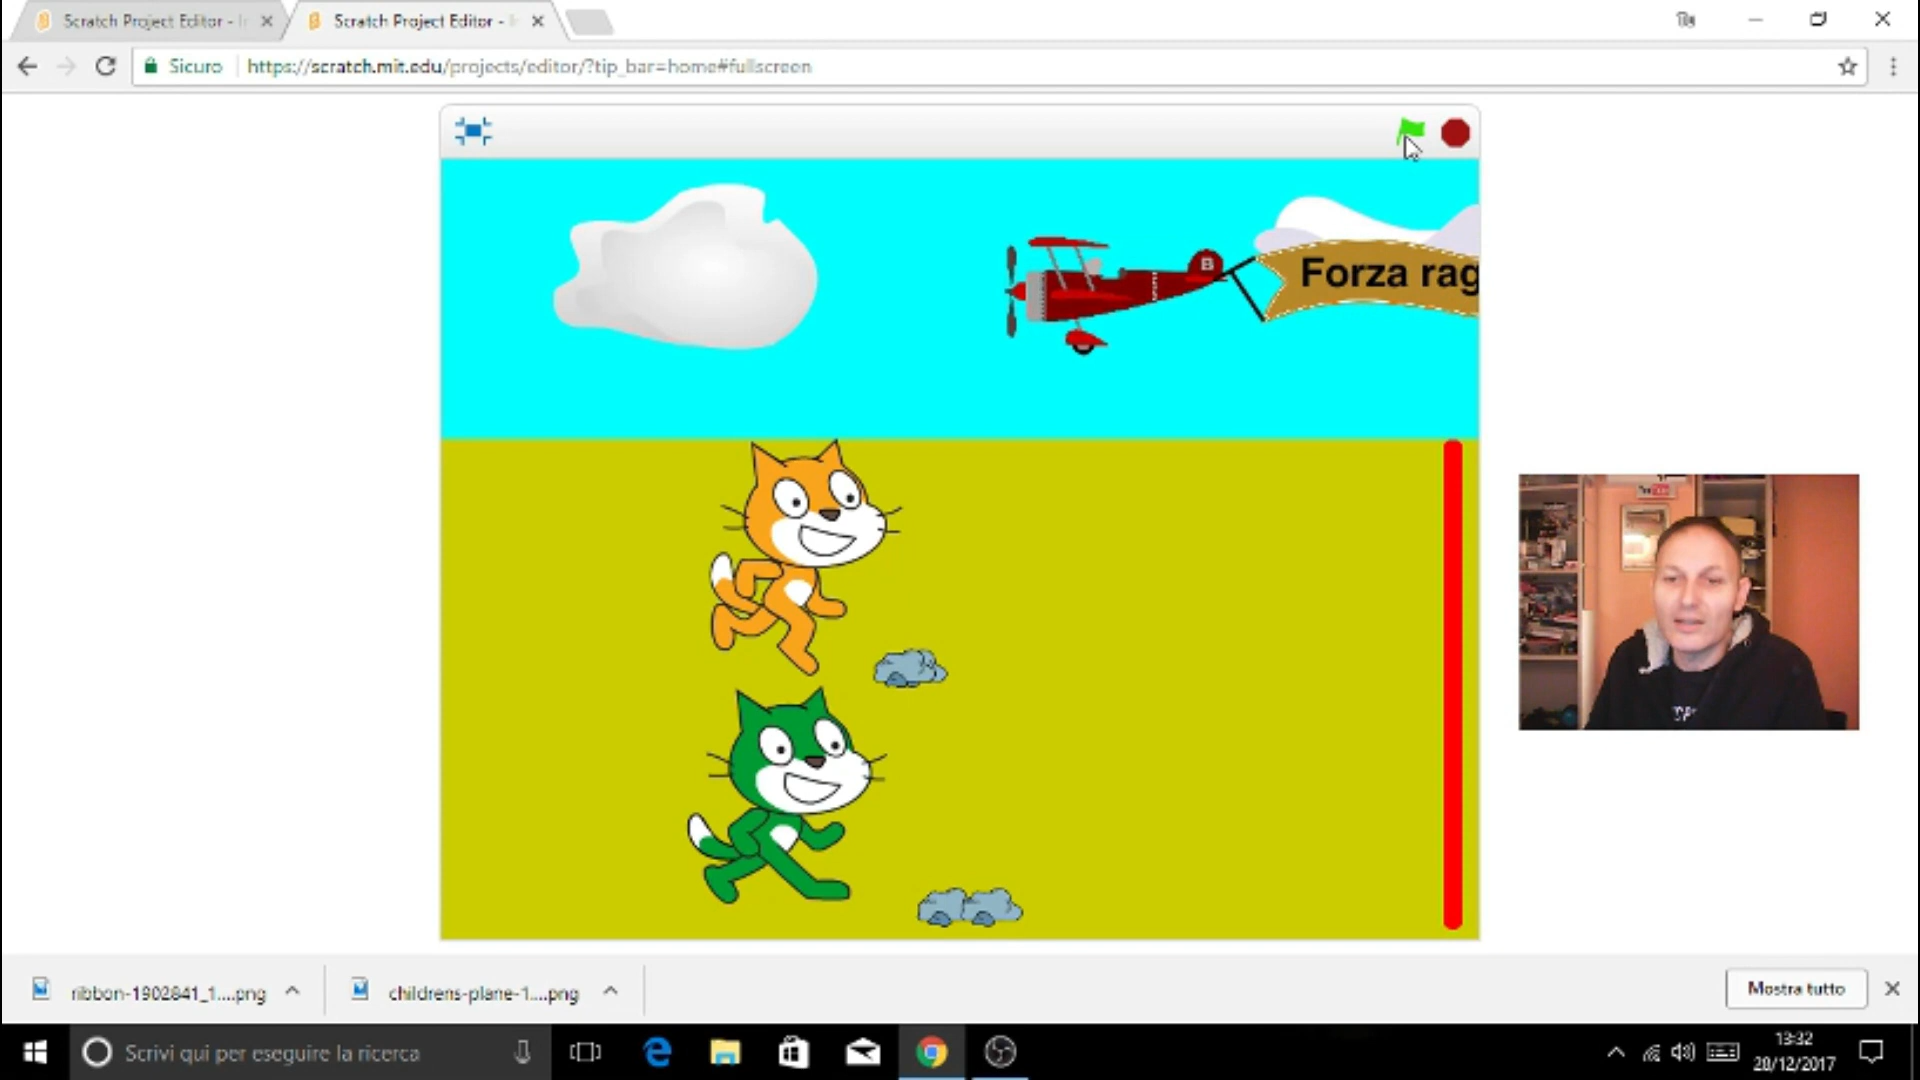 Scratch Project Editor - I
Scratch Project Editor - I
Sicuro
https://scratch.mit.edu/projects/editor/?tip_bar=home#fullscreen
B
Forza rag
ribbon-1902841_1....png
childrens-plane-1....png
Mostra tutto
Scrivi qui per eseguire la ricerca
13:32
28/12/2017